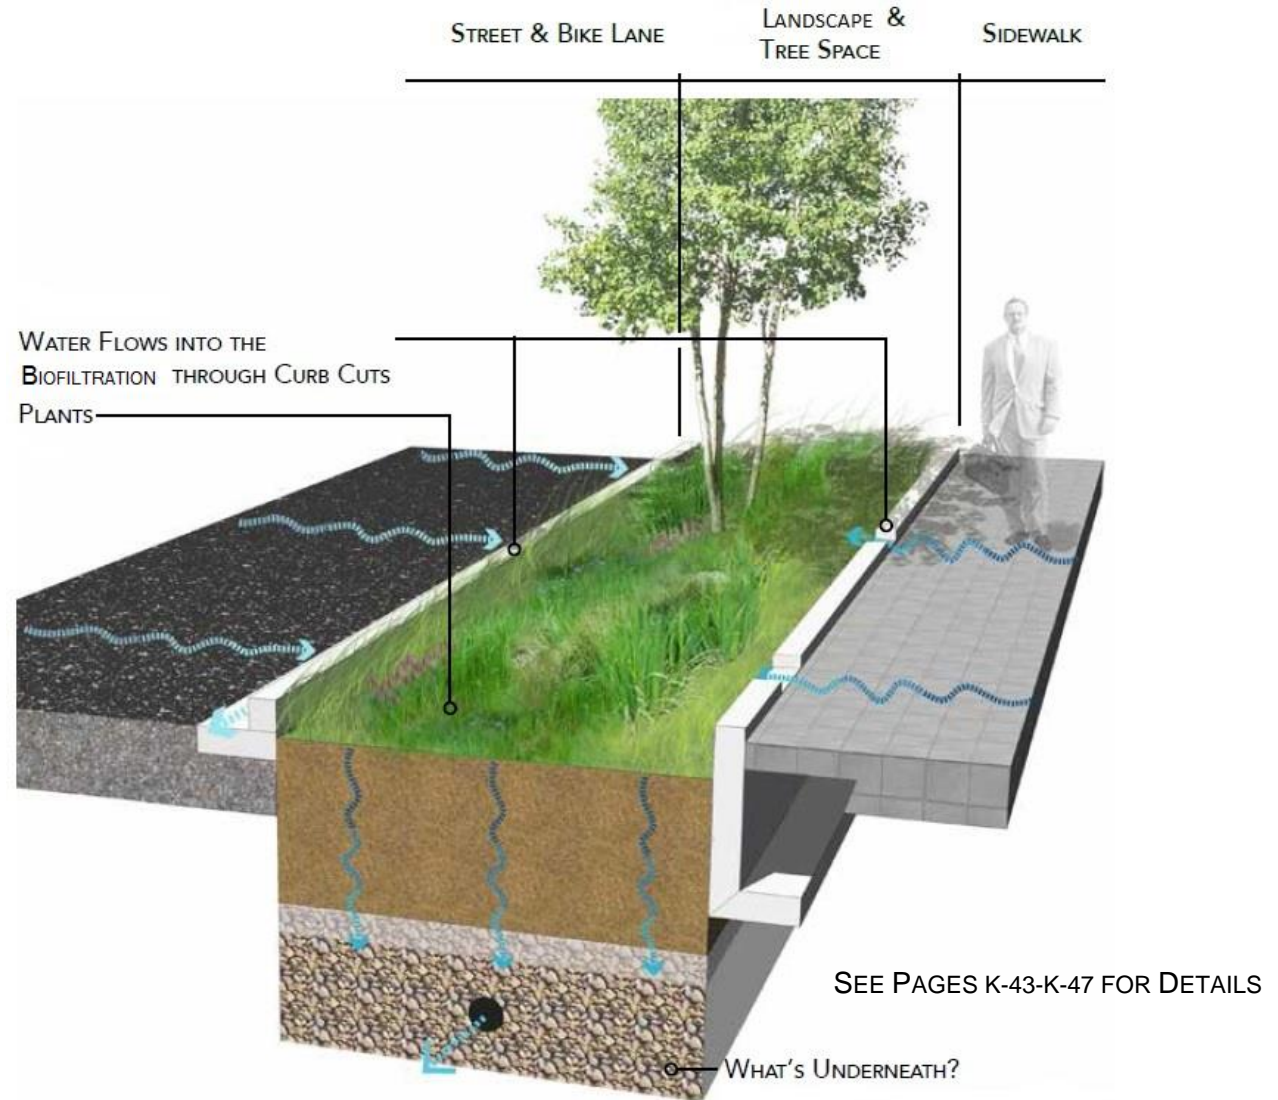 STREET & BIKE LANE
LANDSCAPE &
TREE SPACE
SIDEWALK
WATER FLOWS INTO THE
BIOFILTRATION THROUGH CURB CUTS
PLANTS
SEE PAGES K-43-K-47 FOR DETAILS
WHAT'S UNDERNEATH?